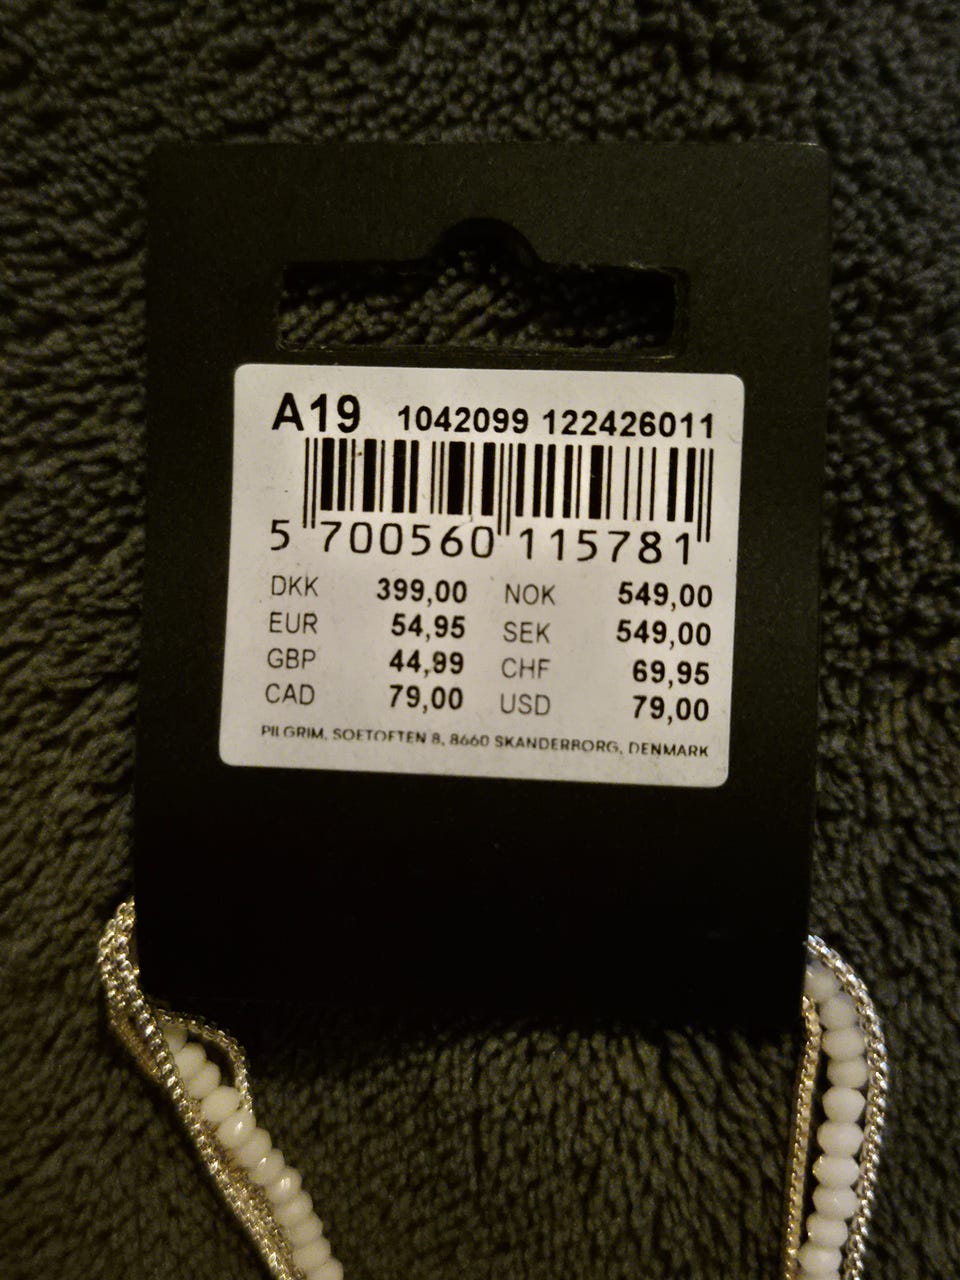 A19 1042099 122426011
5 700560 115781
DKK 399,00 NOK 549,00
EUR 54,95 SEK 549,00
GBP 44,99 CHF 69,95
CAD 79,00 USD 79,00
PILGRIM, SOFTOFTEN 8, 8660 SKANDERBORG, DENMARK